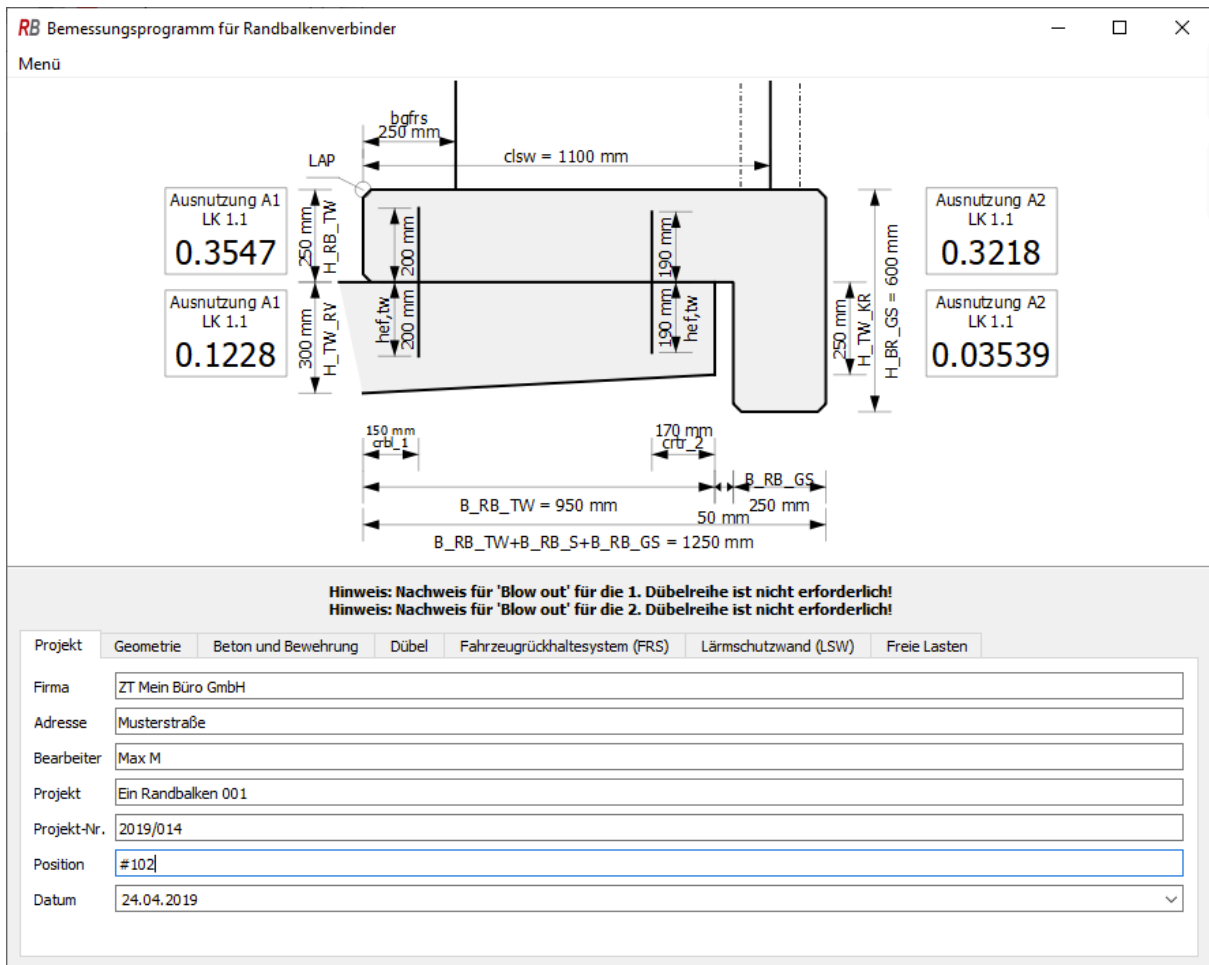 RB Bemessungsprogramm für Randbalkenverbinder
Menü
bgfrs
250 mm
LAP
clsw = 1100 mm
Ausnutzung A1
LK 1.1
0.3547
250 mm
H_RB_TW
200 mm
190 mm
Ausnutzung A2
LK 1.1
0.3218
Ausnutzung A1
LK 1.1
0.1228
300 mm
H_TW_RV
hef,tw
200 mm
190 mm
hef,tw
250 mm
H_TW_KR
H_BR_GS = 600 mm
Ausnutzung A2
LK 1.1
0.03539
150 mm
crbl_1
170 mm
crtr_2
B_RB_GS
B_RB_TW = 950 mm
250 mm
50 mm
B_RB_TW+B_RB_S+B_RB_GS = 1250 mm
Hinweis: Nachweis für 'Blow out' für die 1. Dübelreihe ist nicht erforderlich!
Hinweis: Nachweis für 'Blow out' für die 2. Dübelreihe ist nicht erforderlich!
Projekt Geometrie Beton und Bewehrung Dübel Fahrzeugrückhaltesystem (FRS) Lärmschutzwand (LSW) Freie Lasten
Firma ZT Mein Büro GmbH
Adresse Musterstraße
Bearbeiter Max M
Projekt Ein Randbalken 001
Projekt-Nr. 2019/014
Position #102
Datum 24.04.2019